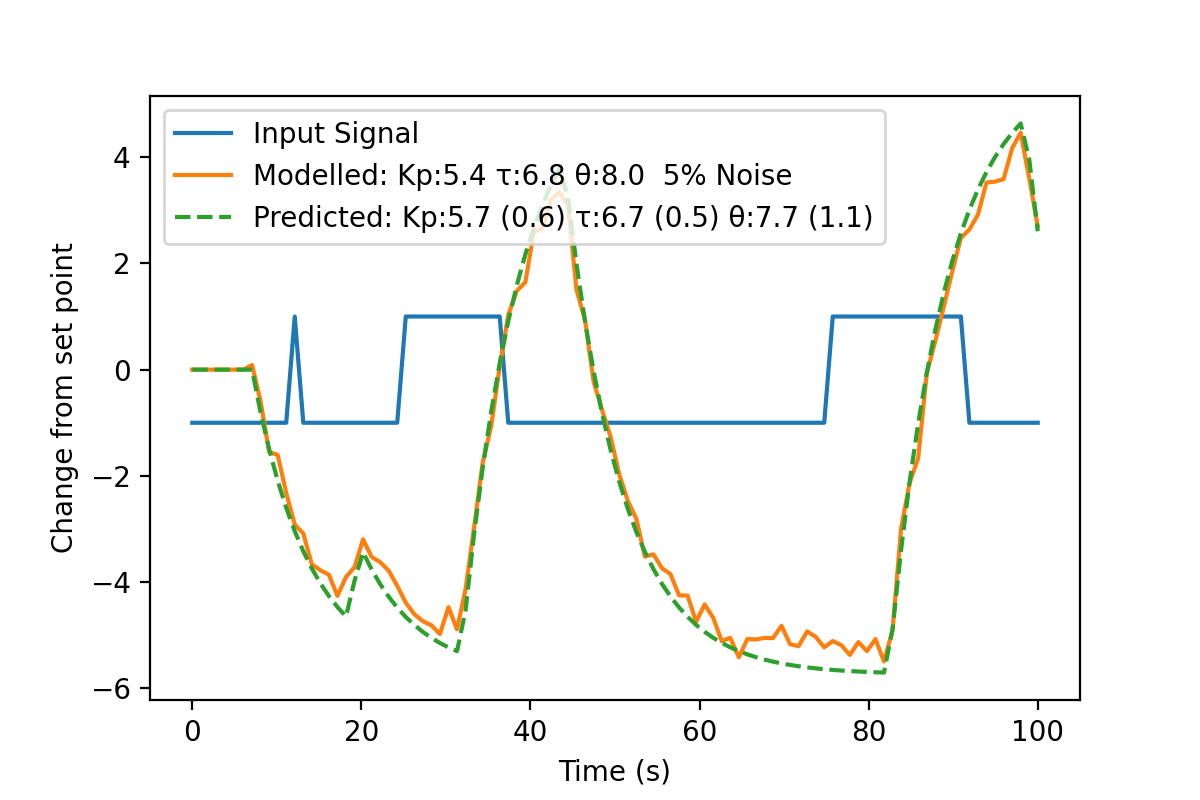 Input Signal
Modelled: Kp:5.4 τ:6.8 θ:8.0  5% Noise
Predicted: Kp:5.7 (0.6) τ:6.7 (0.5) θ:7.7 (1.1)
Change from set point
4
2
0
−2
−4
−6
0 20 40 60 80 100
Time (s)